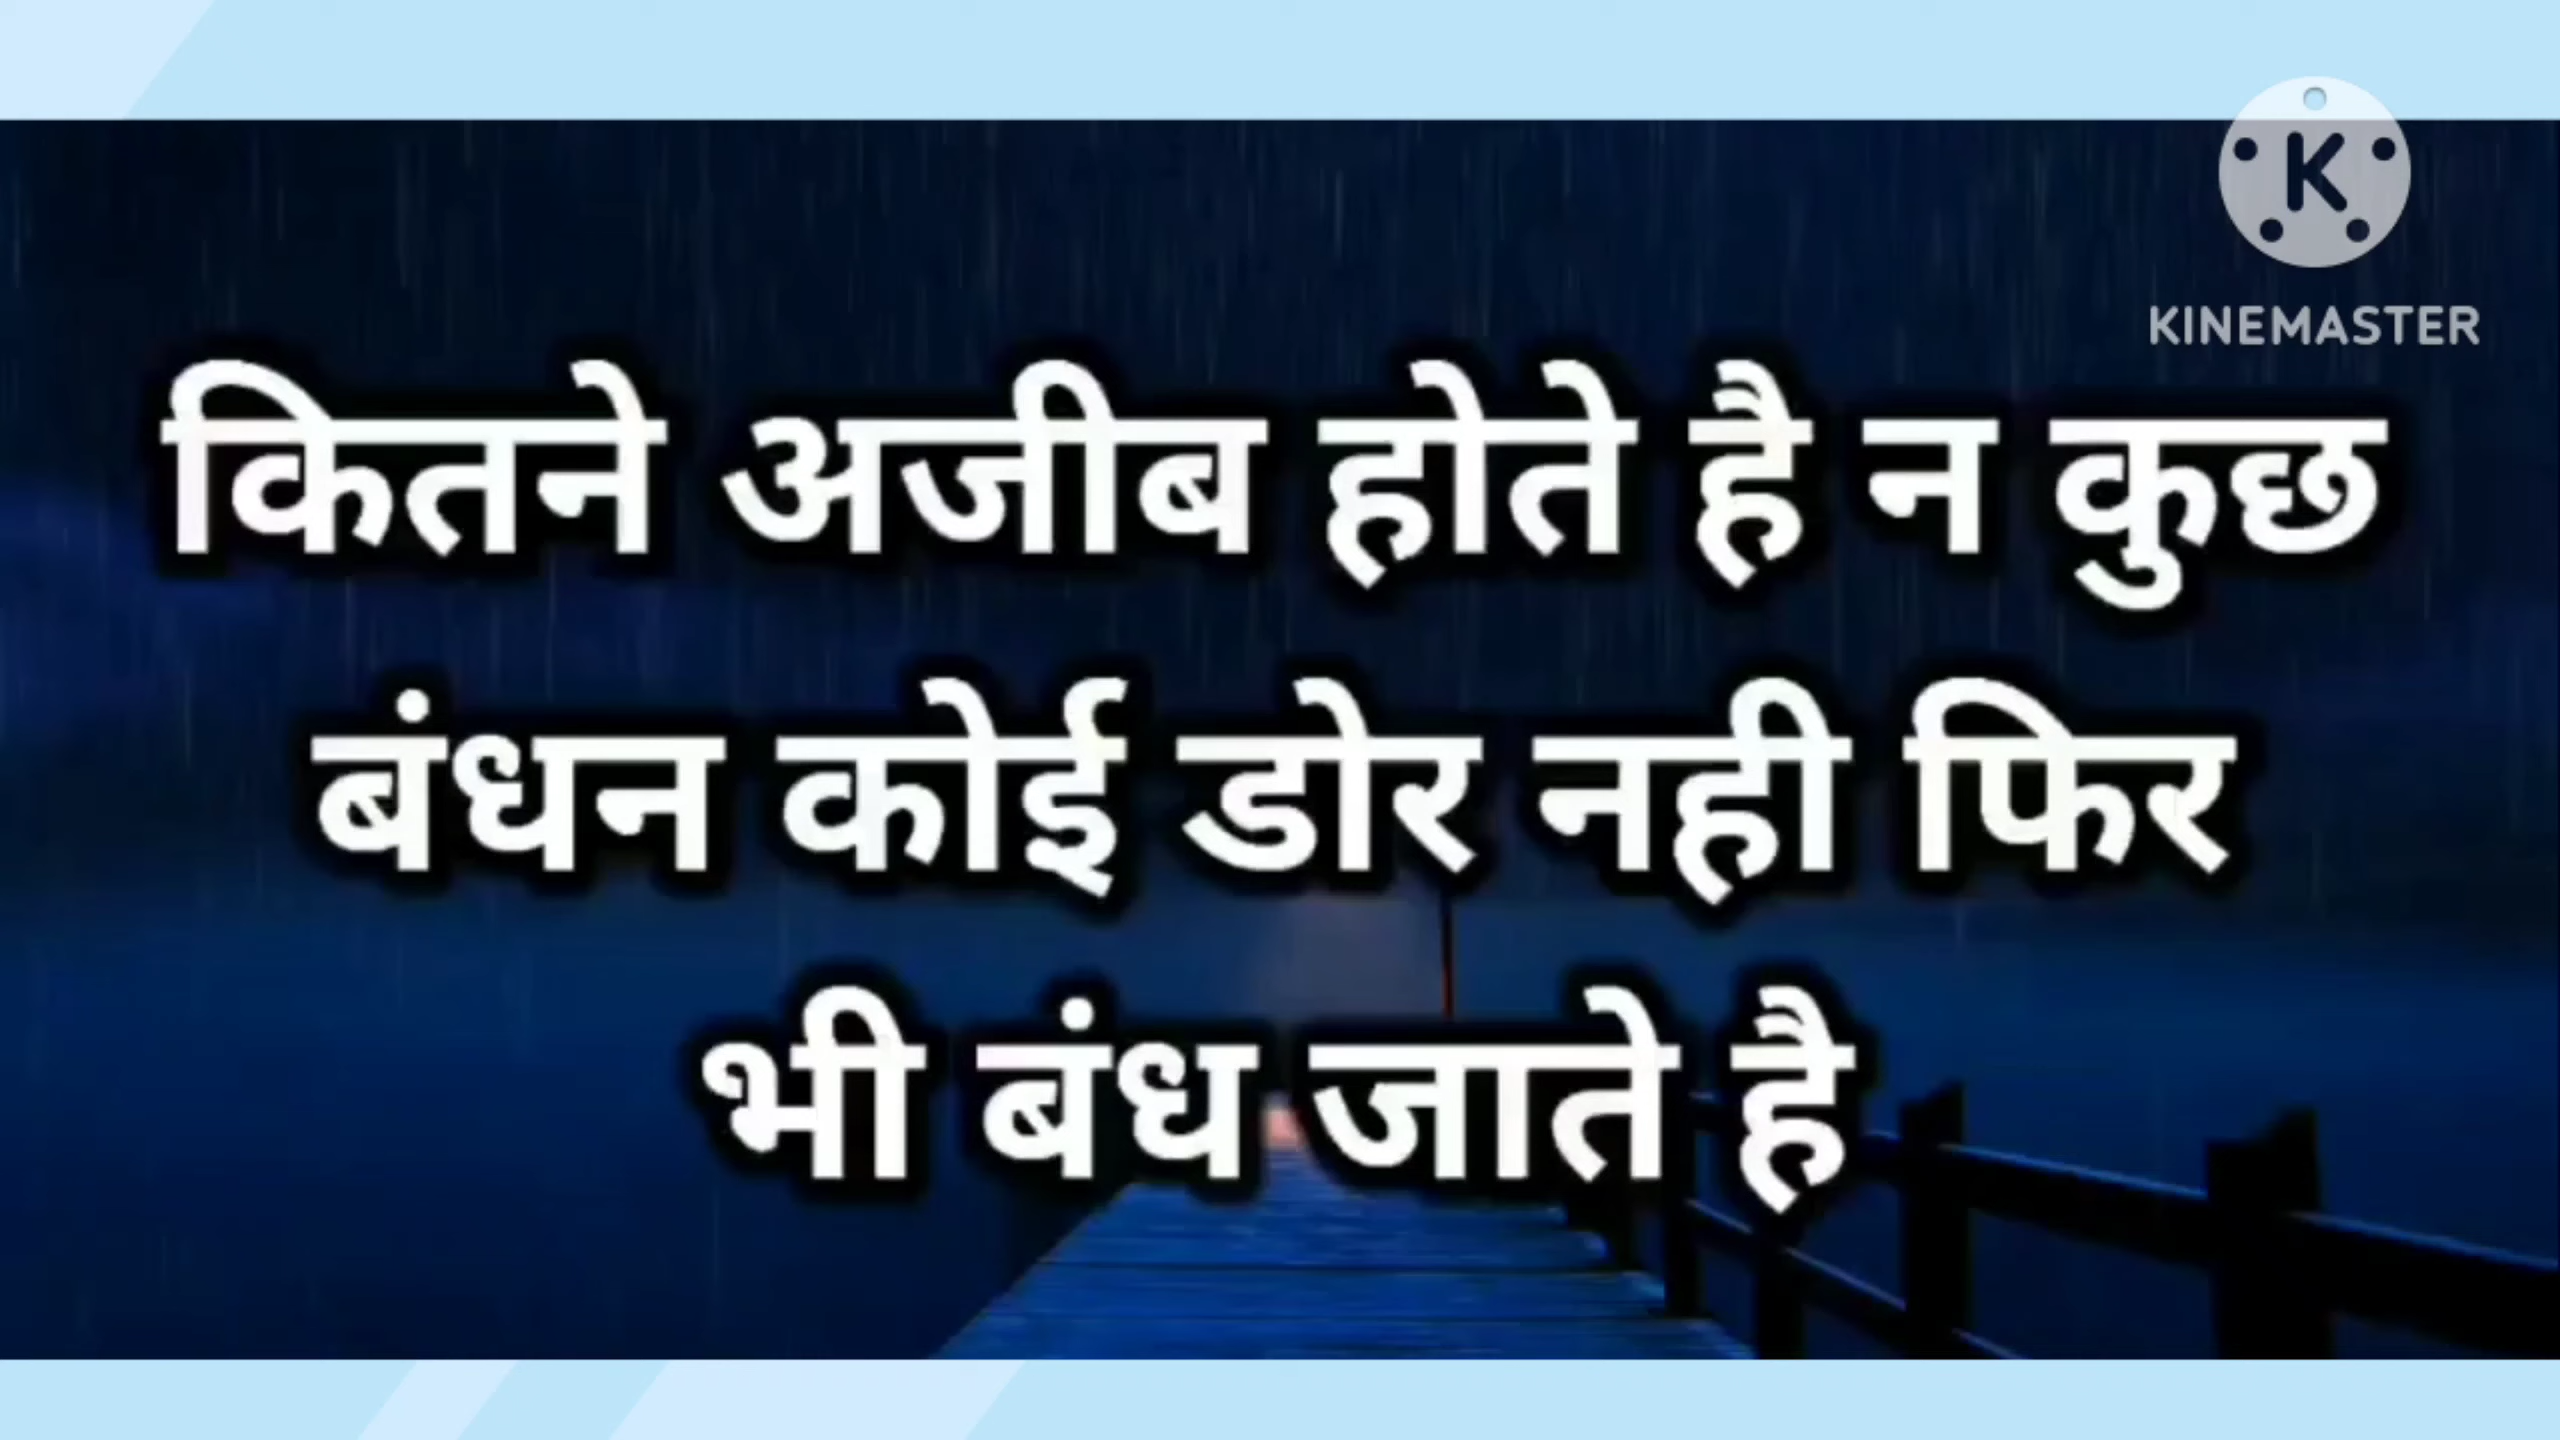 K
KINEMASTER
कितने अजीब होते है न कुछ
बंधन कोई डोर नही फिर
भी बंध जाते है